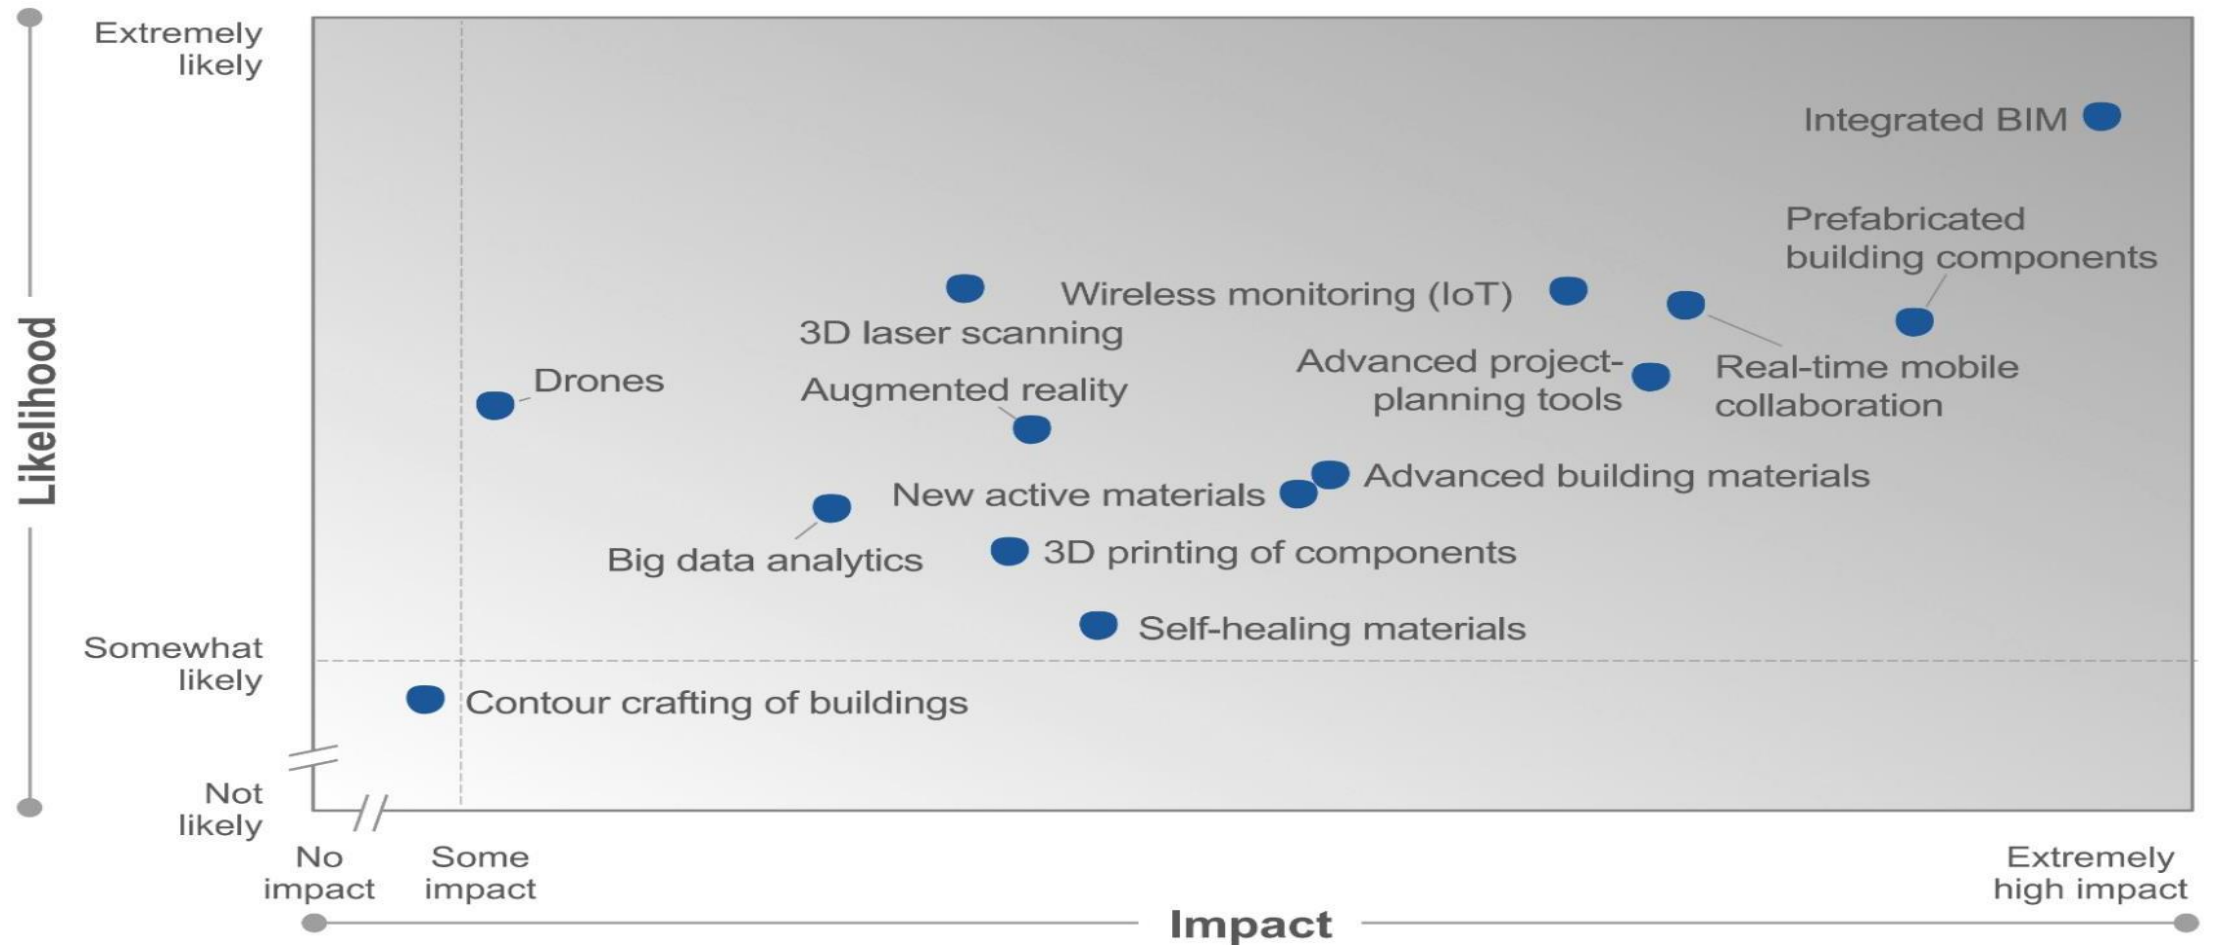 Extremely
likely
Integrated BIM
Prefabricated
building components
Wireless monitoring (IoT)
3D laser scanning
Advanced project-
planning tools
Real-time mobile
collaboration
Drones
Augmented reality
Likelihood
New active materials
Advanced building materials
Big data analytics
3D printing of components
Self-healing materials
Somewhat
likely
Contour crafting of buildings
Not
likely
No
impact
Some
impact
Extremely
high impact
Impact